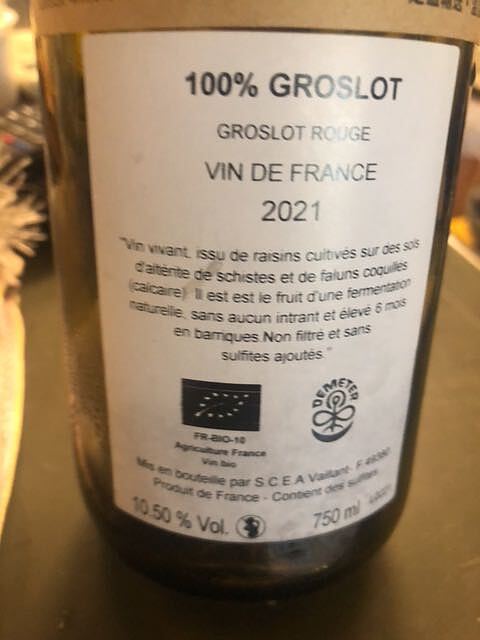 100% GROSLOT
GROSLOT ROUGE
VIN DE FRANCE
2021
"Vin vivant, issu de raisins cultivés sur des sols
d'altérite de schistes et de faluns coquillés
(calcaire). Il est est le fruit d'une fermentation
naturelle, sans aucun intrant et élevé 6 mois
en barriques.Non filtré et sans
sulfites ajoutés."
DEMETER
FR-BIO-10
Agriculture France
Vin bio
Mis en bouteille par S.C.E.A Vaillant- F
Produit de France - Contient des sulfites
10.50 % Vol.
750 ml